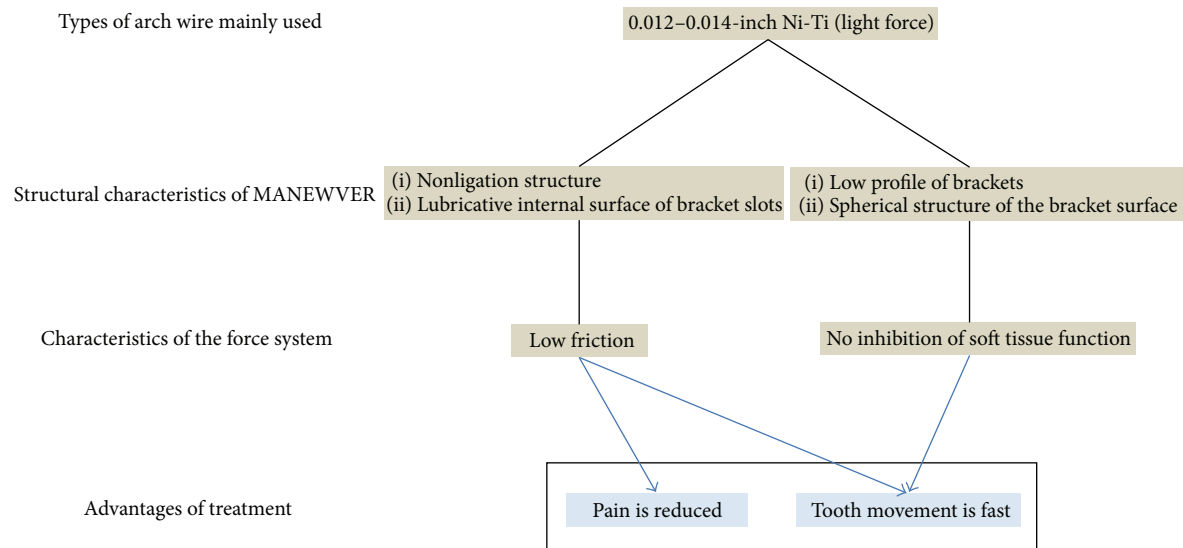 Types of arch wire mainly used
0.012–0.014-inch Ni-Ti (light force)
Structural characteristics of MANEWVER
(i) Nonligation structure
(ii) Lubricative internal surface of bracket slots
(i) Low profile of brackets
(ii) Spherical structure of the bracket surface
Characteristics of the force system
Low friction
No inhibition of soft tissue function
Advantages of treatment
Pain is reduced
Tooth movement is fast